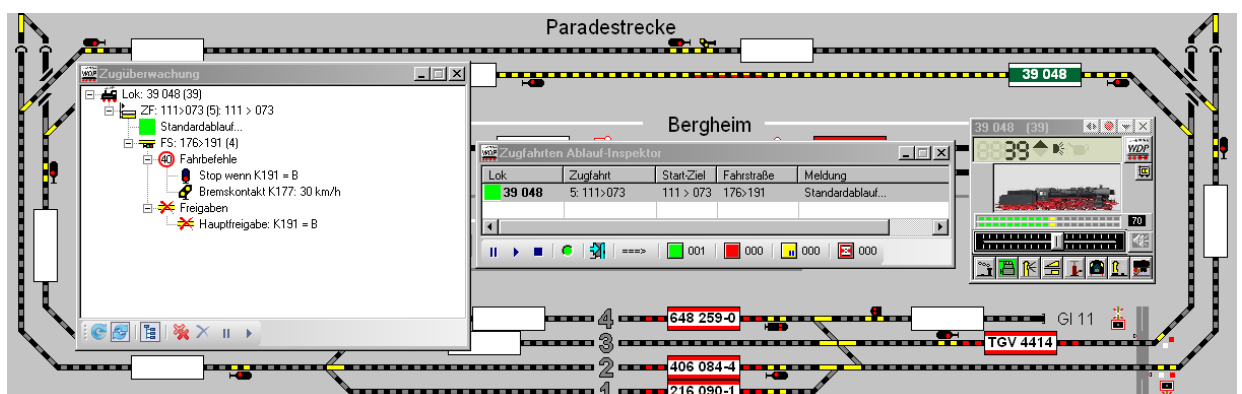 Paradestrecke
Zugüberwachung
Lok: 39 048 (39)
ZF: 111>073 (5): 111 > 073
Standardablauf...
FS: 176>191 (4)
40 Fahrbefehle
Stop wenn K191 = B
Bremskontakt K177: 30 km/h
Freigaben
Hauptfreigabe: K191 = B
39 048
Bergheim
WDP Zugfahrten Ablauf-Inspektor
Lok Zugfahrt Start-Ziel Fahrstraße Meldung
39 048 5: 111>073 111 > 073 176>191 Standardablauf...
===> 001 000 000 000
39 048 (39)
39
WDP
70
4 648 259-0
Gl 11
3 TGV 4414
2 406 084-4
1 216 090-1